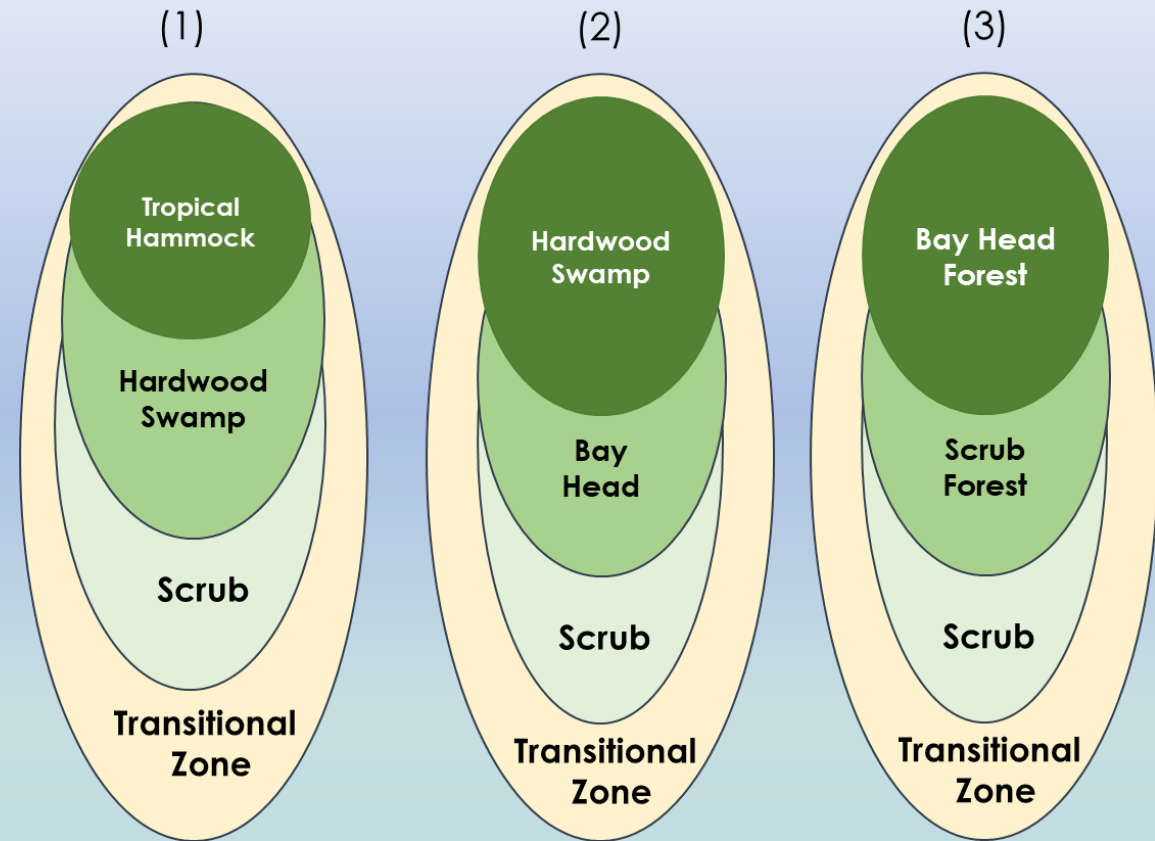 (1)
Tropical
Hammock
Hardwood
Swamp
Scrub
Transitional
Zone
(2)
Hardwood
Swamp
Bay
Head
Scrub
Transitional
Zone
(3)
Bay Head
Forest
Scrub
Forest
Scrub
Transitional
Zone